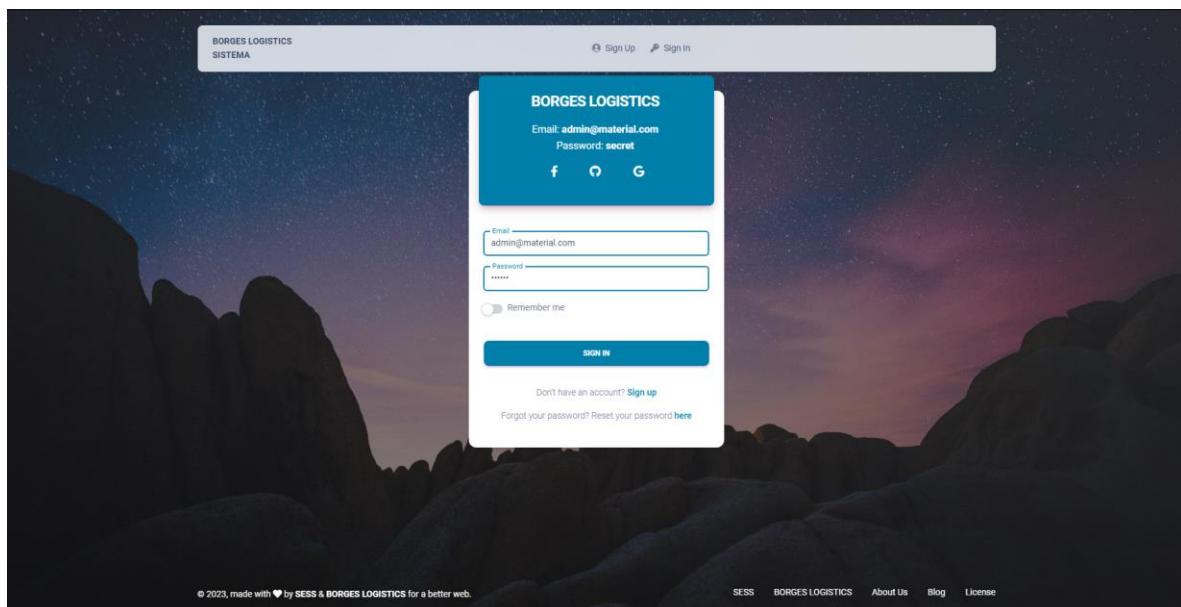 BORGES LOGISTICS
SISTEMA
Sign Up Sign In
BORGES LOGISTICS
Email: admin@material.com
Password: secret
Email
admin@material.com
Password
••••••
Remember me
SIGN IN
Don't have an account? Sign up
Forgot your password? Reset your password here
© 2023, made with ♥ by SESS & BORGES LOGISTICS for a better web.
SESS BORGES LOGISTICS About Us Blog License